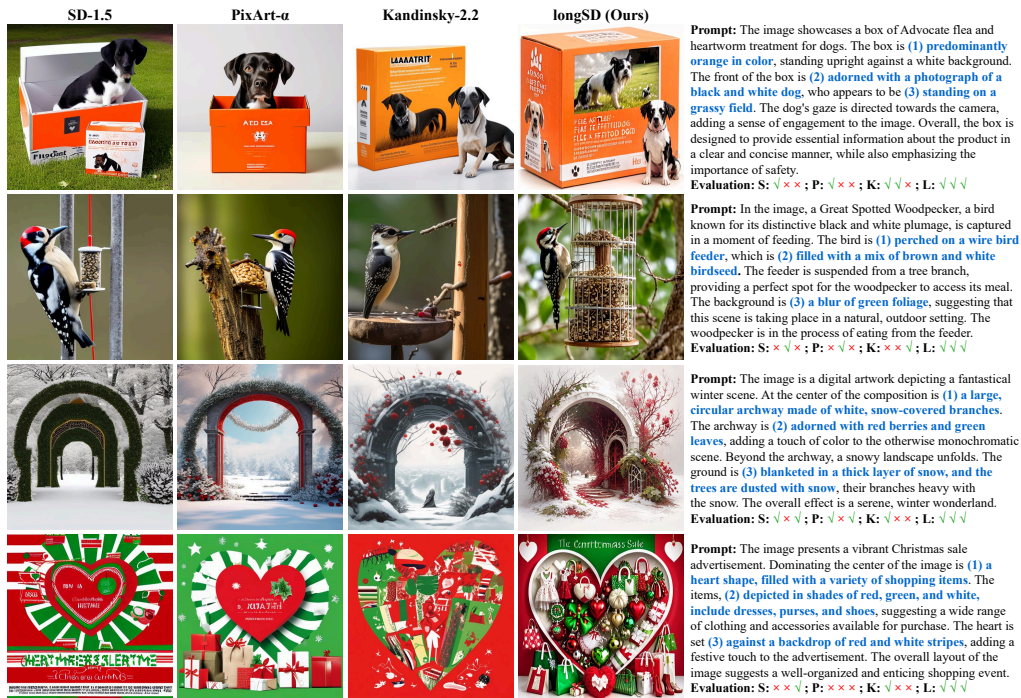 SD-1.5
PixArt-α
Kandinsky-2.2
longSD (Ours)
Prompt: The image showcases a box of Advocate flea and
heartworm treatment for dogs. The box is (1) predominantly
orange in color, standing upright against a white background.
The front of the box is (2) adorned with a photograph of a
black and white dog, who appears to be (3) standing on a
grassy field. The dog's gaze is directed towards the camera,
adding a sense of engagement to the image. Overall, the box is
designed to provide essential information about the product in
a clear and concise manner, while also emphasizing the
importance of safety.
Evaluation: S: √ × × ; P: √ × × ; K: √ √ × ; L: √ √ √
LAAAATRIT
Prompt: In the image, a Great Spotted Woodpecker, a bird
known for its distinctive black and white plumage, is captured
in a moment of feeding. The bird is (1) perched on a wire bird
feeder, which is (2) filled with a mix of brown and white
birdseed. The feeder is suspended from a tree branch,
providing a perfect spot for the woodpecker to access its meal.
The background is (3) a blur of green foliage, suggesting that
this scene is taking place in a natural, outdoor setting. The
woodpecker is in the process of eating from the feeder.
Evaluation: S: × √ × ; P: × √ × ; K: × × √ ; L: √ √ √
Prompt: The image is a digital artwork depicting a fantastical
winter scene. At the center of the composition is (1) a large,
circular archway made of white, snow-covered branches.
The archway is (2) adorned with red berries and green
leaves, adding a touch of color to the otherwise monochromatic
scene. Beyond the archway, a snowy landscape unfolds. The
ground is (3) blanketed in a thick layer of snow, and the
trees are dusted with snow, their branches heavy with
the snow. The overall effect is a serene, winter wonderland.
Evaluation: S: √ × √ ; P: √ × √ ; K: √ × × ; L: √ √ √
Prompt: The image presents a vibrant Christmas sale
advertisement. Dominating the center of the image is (1) a
heart shape, filled with a variety of shopping items. The
items, (2) depicted in shades of red, green, and white,
include dresses, purses, and shoes, suggesting a wide range
of clothing and accessories available for purchase. The heart is
set (3) against a backdrop of red and white stripes, adding a
festive touch to the advertisement. The overall layout of the
image suggests a well-organized and enticing shopping event.
Evaluation: S: × × √ ; P: × × × ; K: √ × × ; L: √ √ √